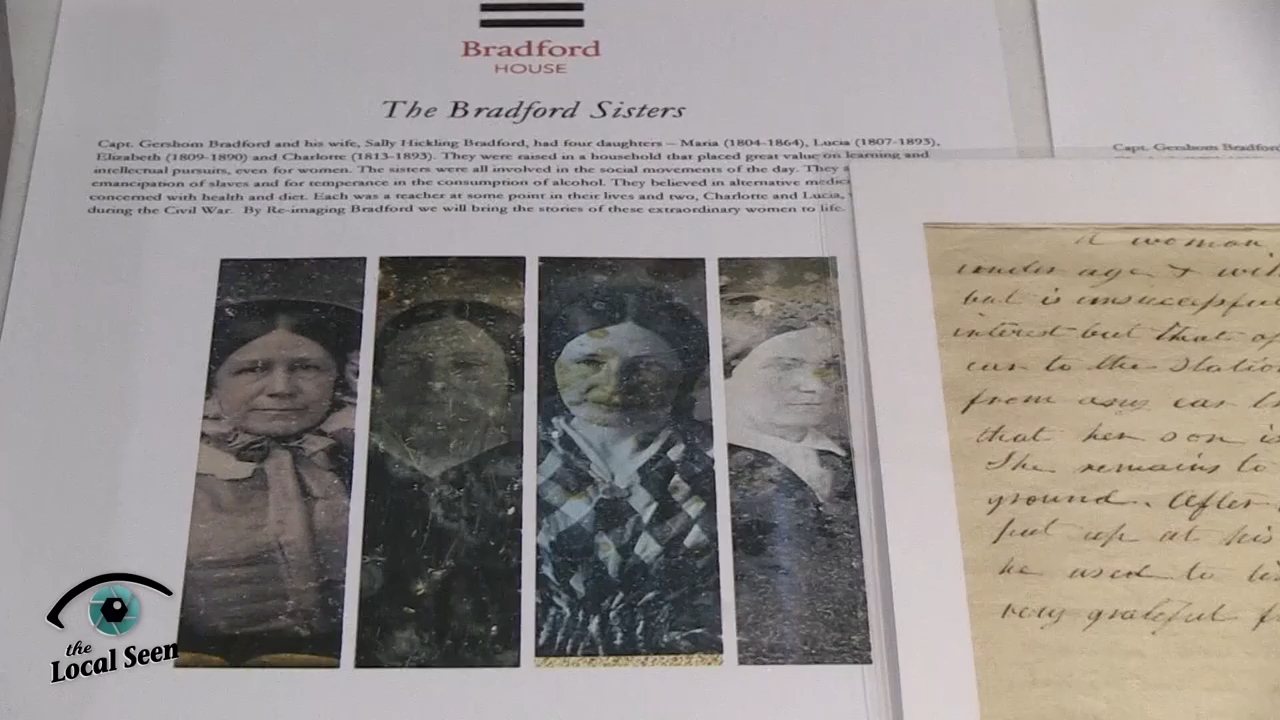 Bradford
HOUSE
The Bradford Sisters
Capt. Gershom Bradford and his wife, Sally Hickling Bradford, had four daughters – Maria (1804-1864), Lucia (1807-1893),
Elizabeth (1809-1890) and Charlotte (1813-1893). They were raised in a household that placed great value on learning and
intellectual pursuits, even for women. The sisters were all involved in the social movements of the day. They
emancipation of slaves and for temperance in the consumption of alcohol. They believed in alternative
concerned with health and diet. Each was a teacher at some point in their lives and two, Charlotte and Lucia,
during the Civil War. By Re-imaging Bradford we will bring the stories of these extraordinary women to life.
Capt. Gershom Bradford
A woman
under age &
but is
interest but that of
car to the
from any car
that her son is
She remains to
ground. After
put up at his
he used to
very grateful
the
Local Seen